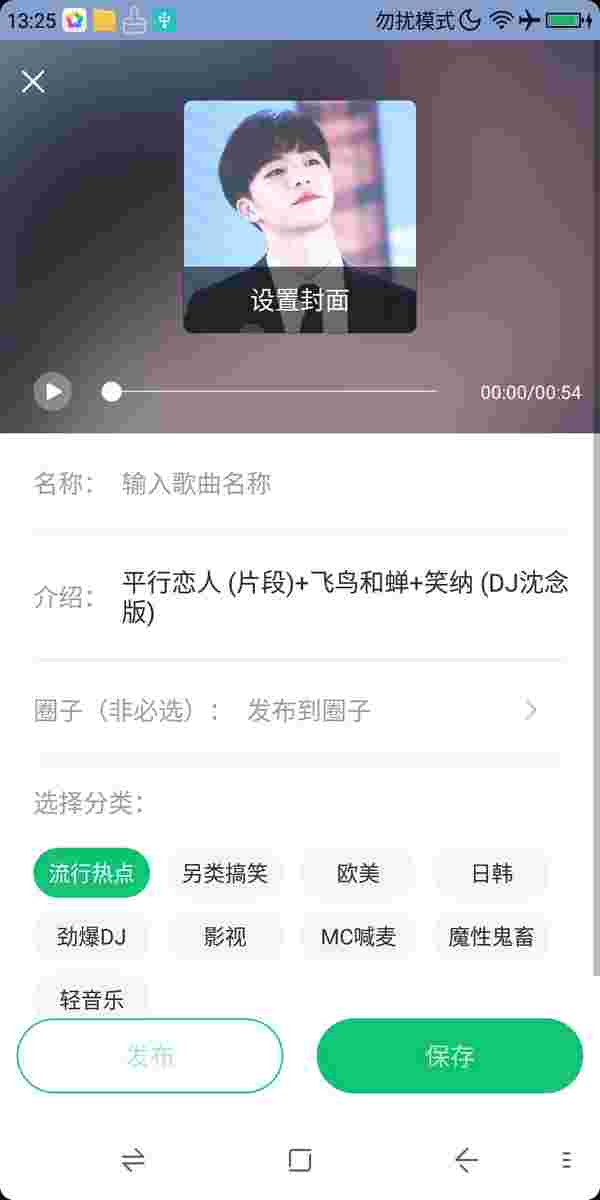 13:25
勿扰模式
设置封面
00:00/00:54
名称: 输入歌曲名称
介绍: 平行恋人 (片段)+飞鸟和蝉+笑纳 (DJ沈念
版)
圈子（非必选）: 发布到圈子
选择分类:
流行热点 另类搞笑 欧美 日韩
劲爆DJ 影视 MC喊麦 魔性鬼畜
轻音乐
发布 保存